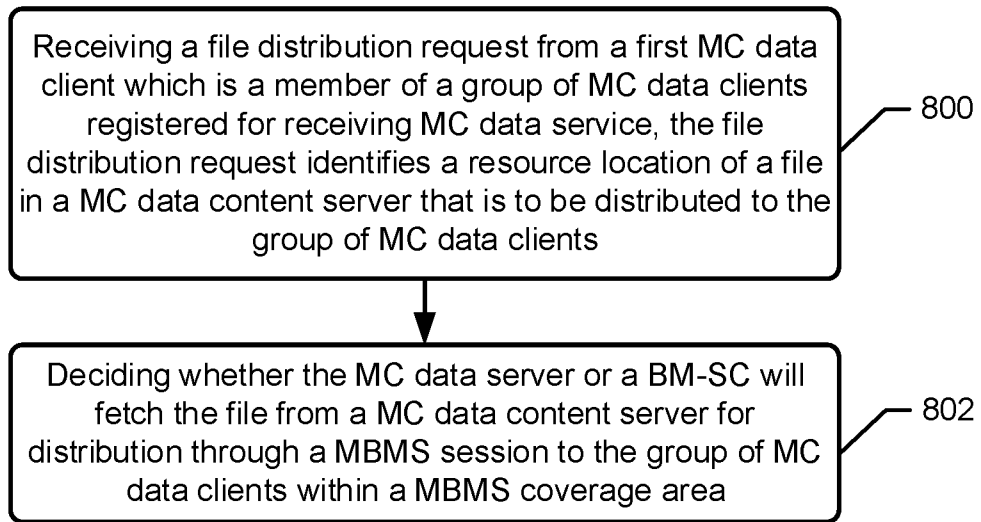 Receiving a file distribution request from a first MC data
client which is a member of a group of MC data clients
registered for receiving MC data service, the file
distribution request identifies a resource location of a file
in a MC data content server that is to be distributed to the
group of MC data clients
800
Deciding whether the MC data server or a BM-SC will
fetch the file from a MC data content server for
distribution through a MBMS session to the group of MC
data clients within a MBMS coverage area
802